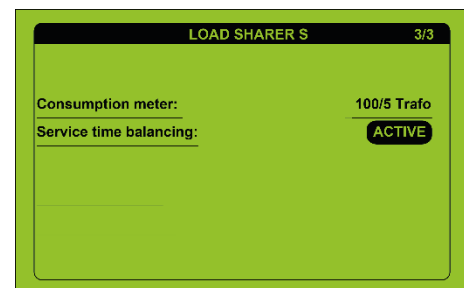 LOAD SHARER S 3/3
Consumption meter: 100/5 Trafo
Service time balancing: ACTIVE